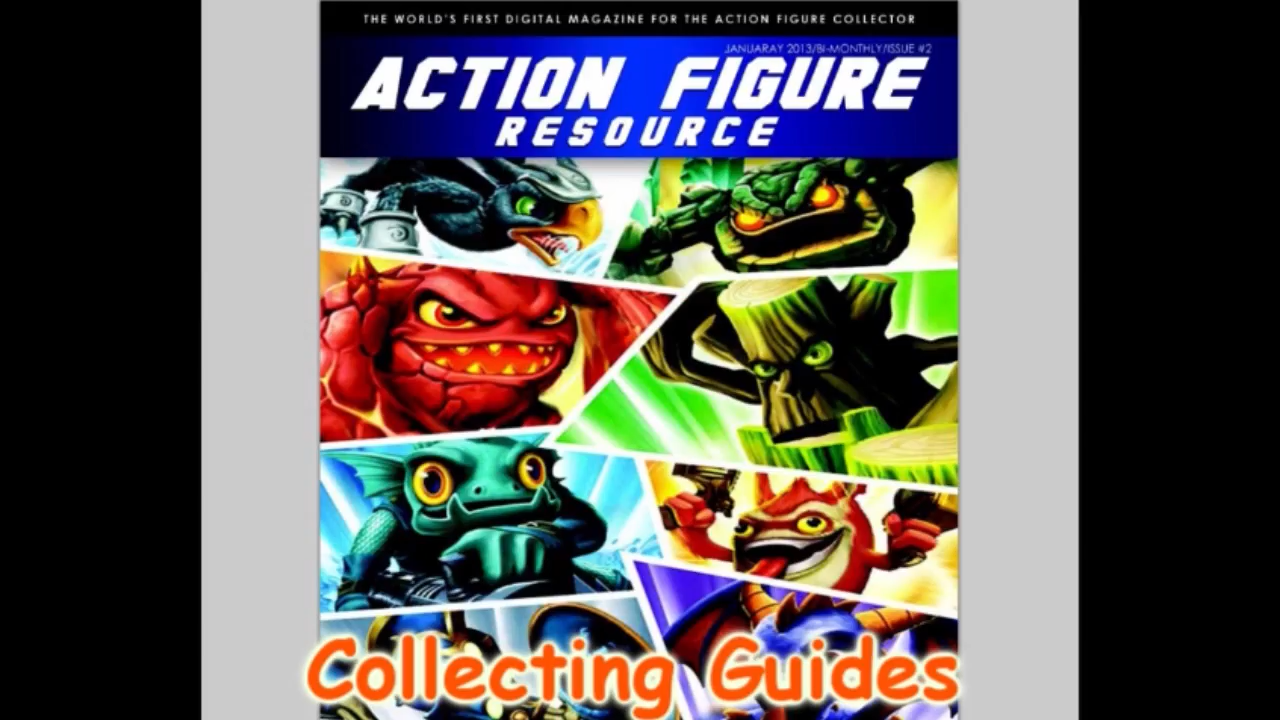 THE WORLD'S FIRST DIGITAL MAGAZINE FOR THE ACTION FIGURE COLLECTOR
JANUARAY 2013/BI-MONTHLY/ISSUE #2
ACTION FIGURE
RESOURCE
Collecting Guides